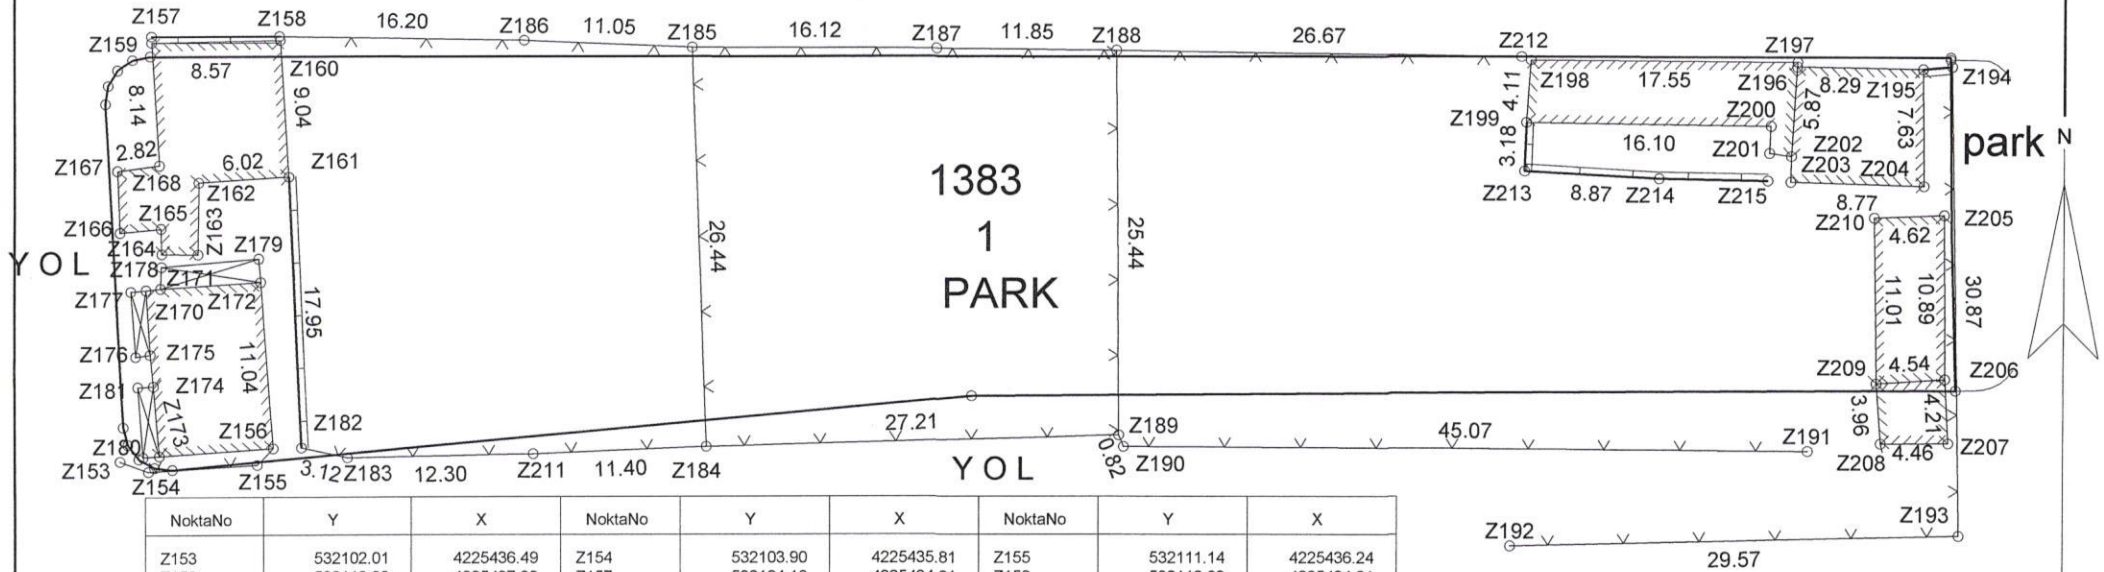 Z157 Z158 16.20 Z186 11.05 Z185 16.12 Z187 11.85 Z188 26.67 Z212 Z197
Z159 8.57 Z160 Z198 17.55 Z196 8.29 Z195 Z194
8.14 9.04 4.11 Z199 Z200 5.87 7.63 park N
2.82 6.02 Z161 3.18 16.10 Z201 Z202
Z167 Z168 Z162 1383 Z203 Z204
Z213 8.87 Z214 Z215 8.77
Z165 Z163 Z210 Z205
Z166 26.44 1 25.44 4.62
Z164 Z179
YOL Z178 Z171
Z177 Z170 Z172 17.95 PARK 11.01 10.89 30.87
Z176 Z175 11.04 Z209 4.54 Z206
Z181 Z174
Z173 Z182 27.21 Z189 45.07 Z191 3.96 4.21
Z180 Z156 0.82
Z153 Z154 Z155 3.12 Z183 12.30 Z211 11.40 Z184 YOL Z190 Z208 4.46 Z207
Z192 29.57 Z193
NoktaNo Y X NoktaNo Y X NoktaNo Y X
Z153 532102.01 4225436.49 Z154 532103.90 4225435.81 Z155 532111.14 4225436.24